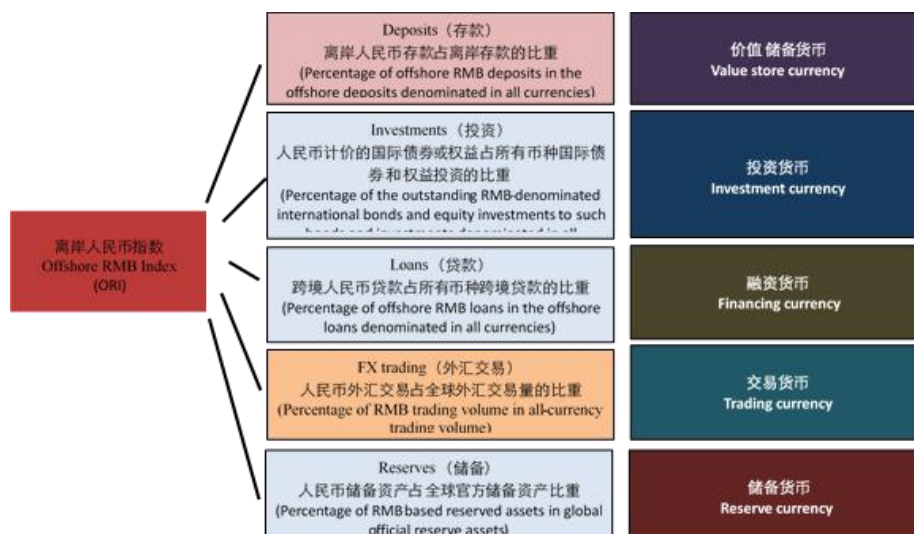 离岸人民币指数
Offshore RMB Index
(ORI)
Deposits（存款）
离岸人民币存款占离岸存款的比重
(Percentage of offshore RMB deposits in the
offshore deposits denominated in all currencies)
价值 储备货币
Value store currency
Investments（投资）
人民币计价的国际债券或权益占所有币种国际债
券和权益投资的比重
(Percentage of the outstanding RMB-denominated
international bonds and equity investments to such
bonds and investments denominated in all
投资货币
Investment currency
Loans（贷款）
跨境人民币贷款占所有币种跨境贷款的比重
(Percentage of offshore RMB loans in the offshore
loans denominated in all currencies)
融资货币
Financing currency
FX trading（外汇交易）
人民币外汇交易占全球外汇交易量的比重
(Percentage of RMB trading volume in all-currency
trading volume)
交易货币
Trading currency
Reserves（储备）
人民币储备资产占全球官方储备资产比重
(Percentage of RMB based reserved assets in global
official reserve assets)
储备货币
Reserve currency